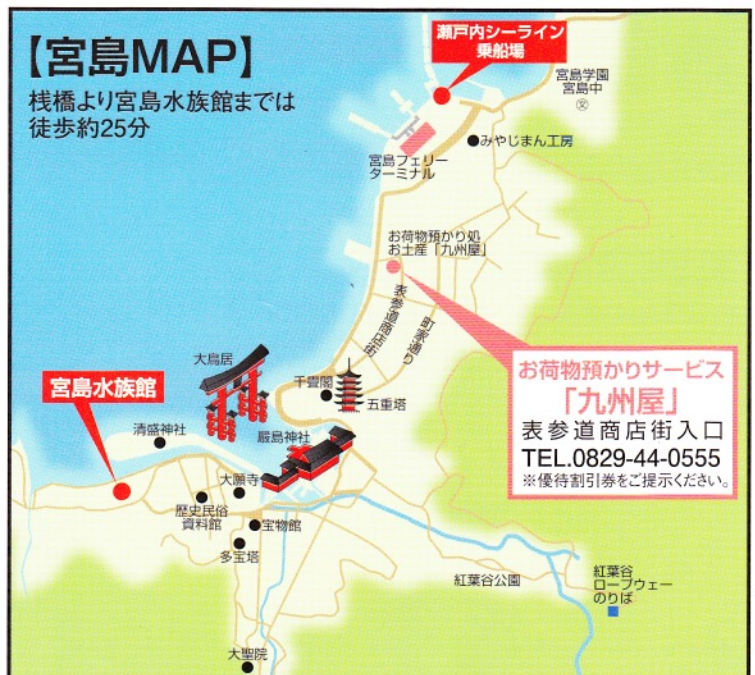 【宮島MAP】
桟橋より宮島水族館までは
徒歩約25分
瀬戸内シーライン
乗船場
宮島学園
宮島中
文
みやじまん工房
宮島フェリー
ターミナル
お荷物預かり処
お土産「九州屋」
表参道商店街
町家通り
お荷物預かりサービス
「九州屋」
表参道商店街入口
TEL.0829-44-0555
※優待割引券をご提示ください。
大鳥居
千畳閣
五重塔
宮島水族館
清盛神社
厳島神社
大願寺
歴史民俗
資料館
宝物館
多宝塔
紅葉谷公園
紅葉谷
ロープウェー
のりば
大聖院